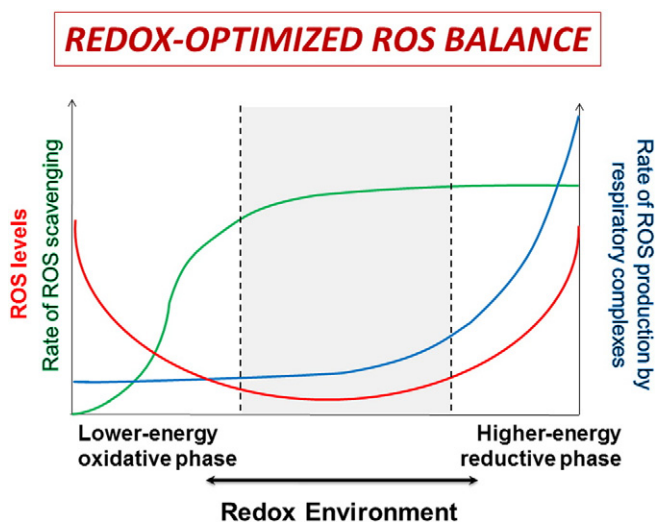 REDOX-OPTIMIZED ROS BALANCE
ROS levels
Rate of ROS scavenging
Rate of ROS production by
respiratory complexes
Lower-energy
oxidative phase
Higher-energy
reductive phase
Redox Environment